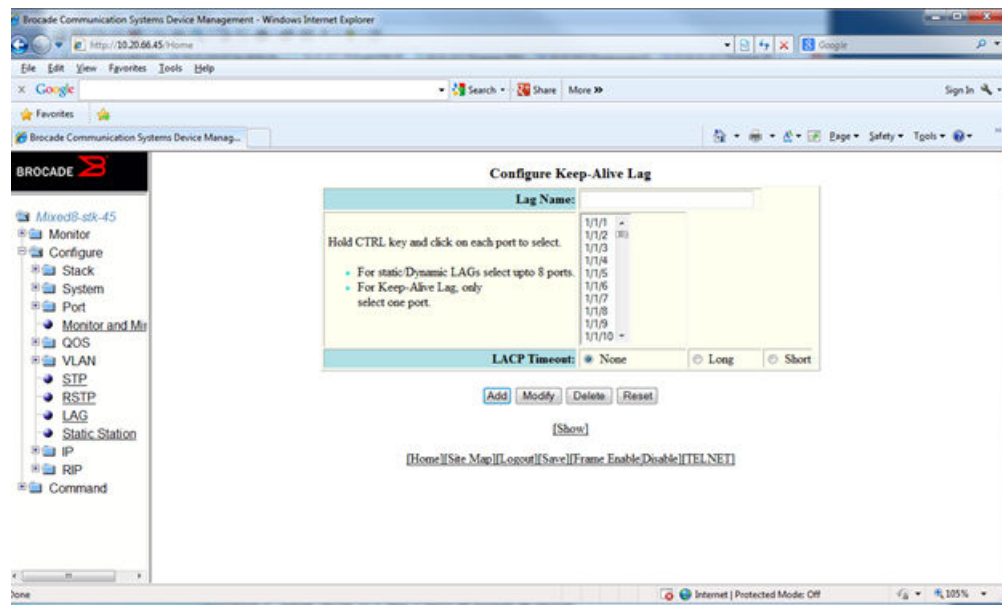 Brocade Communication Systems Device Management - Windows Internet Explorer
http://10.20.66.45/Home
Google
File Edit View Favorites Tools Help
x Google
Search
Share
More »
Sign In
Favorites
Brocade Communication Systems Device Manag...
Page Safety Tools
BROCADE
Mixed8-stk-45
Monitor
Configure
Stack
System
Port
Monitor and Mir
QOS
VLAN
STP
RSTP
LAG
Static Station
IP
RIP
Command
Configure Keep-Alive Lag
Lag Name:
Hold CTRL key and click on each port to select.
• For static/Dynamic LAGs select upto 8 ports.
• For Keep-Alive Lag, only
select one port.
1/1/1
1/1/2
1/1/3
1/1/4
1/1/5
1/1/6
1/1/7
1/1/8
1/1/9
1/1/10
LACP Timeout: None Long Short
Add Modify Delete Reset
[Show]
[Home][Site Map][Logout][Save][Frame Enable|Disable][TELNET]
Done
Internet | Protected Mode: Off
105%